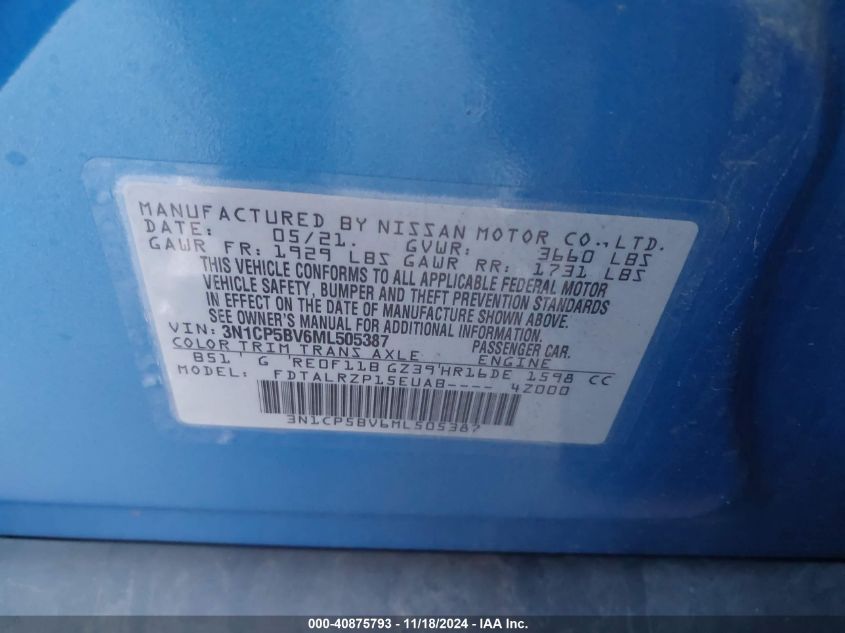 MANUFACTURED BY NISSAN MOTOR CO., LTD.
DATE: 05/21. GVWR: 3660 LBS
GAWR FR: 1929 LBS GAWR RR: 1731 LBS
THIS VEHICLE CONFORMS TO ALL APPLICABLE FEDERAL MOTOR
VEHICLE SAFETY, BUMPER AND THEFT PREVENTION STANDARDS
IN EFFECT ON THE DATE OF MANUFACTURE SHOWN ABOVE.
SEE OWNER'S MANUAL FOR ADDITIONAL INFORMATION.
VIN: 3N1CP5BV6ML505387 PASSENGER CAR
COLOR TRIM TRANS AXLE ENGINE
B51 ' G 'RE0F11B GZ39'HR16DE 1598 CC
MODEL: FDTALRZP15EUAB---- 4Z000
3N1CP5BV6ML505387
000-40875793 - 11/18/2024 - IAA Inc.